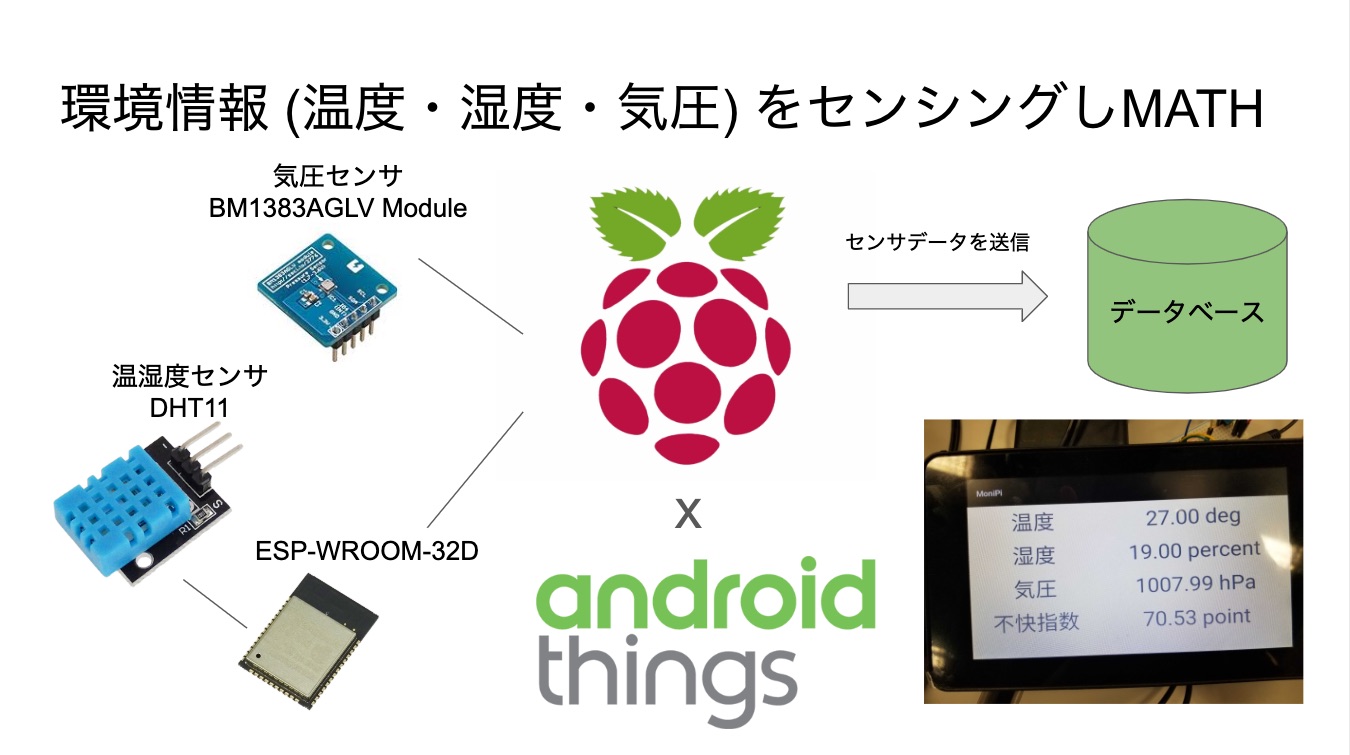 環境情報 (温度・湿度・気圧) をセンシングしMATH
気圧センサ
BM1383AGLV Module
センサデータを送信
データベース
温湿度センサ
DHT11
R1
S
ESP-WROOM-32D
x
android
things
MoniPi
温度 27.00 deg
湿度 19.00 percent
気圧 1007.99 hPa
不快指数 70.53 point